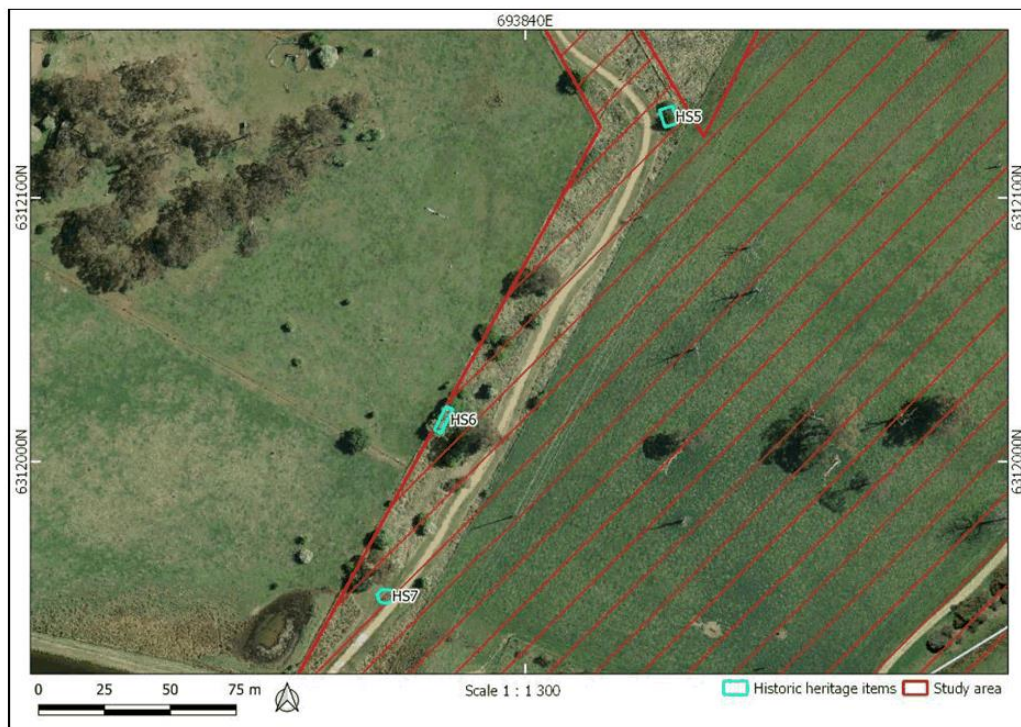 693840E
HS5
6312100N
6312100N
HS6
6312000N
6312000N
HS7
0 25 50 75 m
Scale 1 : 1 300
Historic heritage items
Study area